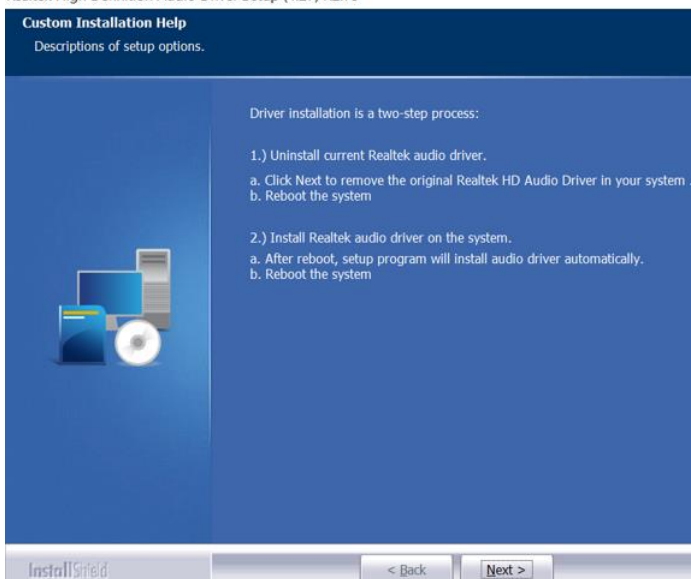 Custom Installation Help
Descriptions of setup options.
Driver installation is a two-step process:
1.) Uninstall current Realtek audio driver.
a. Click Next to remove the original Realtek HD Audio Driver in your system .
b. Reboot the system
2.) Install Realtek audio driver on the system.
a. After reboot, setup program will install audio driver automatically.
b. Reboot the system
InstallShield
< Back
Next >